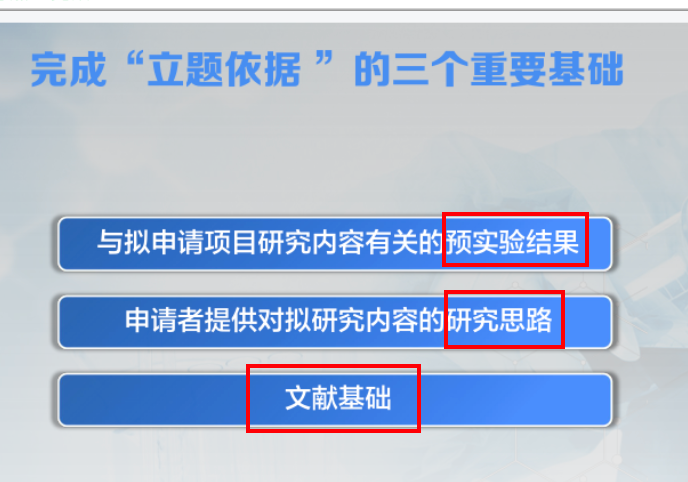 完成“立题依据 ”的三个重要基础
与拟申请项目研究内容有关的预实验结果
申请者提供对拟研究内容的研究思路
文献基础